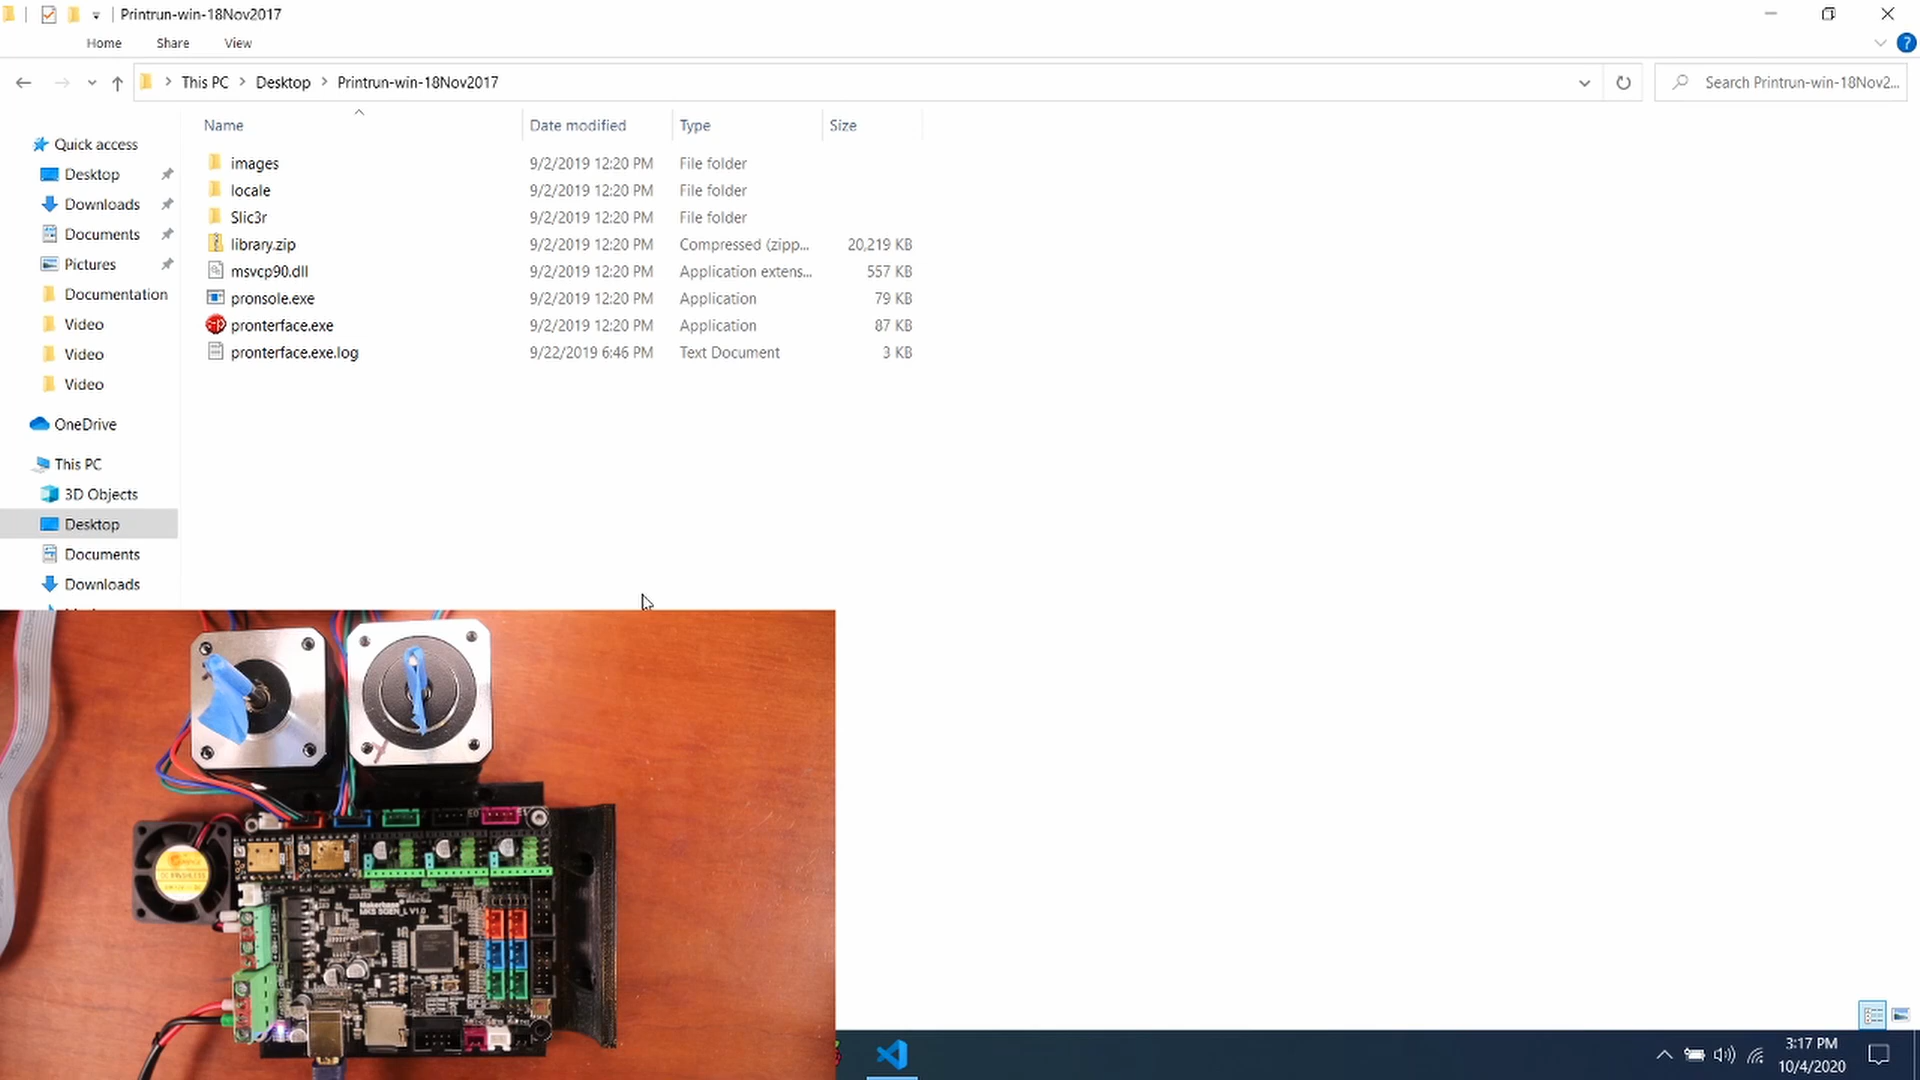 Printrun-win-18Nov2017
Home Share View
?
This PC Desktop Printrun-win-18Nov2017
Search Printrun-win-18Nov2...
Name Date modified Type Size
Quick access
Desktop
Downloads
Documents
Pictures
Documentation
Video
Video
Video
OneDrive
This PC
3D Objects
Desktop
Documents
Downloads
images 9/2/2019 12:20 PM File folder
locale 9/2/2019 12:20 PM File folder
Slic3r 9/2/2019 12:20 PM File folder
library.zip 9/2/2019 12:20 PM Compressed (zipp... 20,219 KB
msvcp90.dll 9/2/2019 12:20 PM Application extens... 557 KB
pronsole.exe 9/2/2019 12:20 PM Application 79 KB
pronterface.exe 9/2/2019 12:20 PM Application 87 KB
pronterface.exe.log 9/22/2019 6:46 PM Text Document 3 KB
Makerbase
MKS SGEN_L V1.0
3:17 PM
10/4/2020